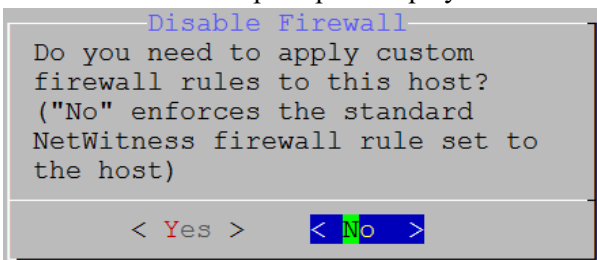 Disable Firewall
Do you need to apply custom
firewall rules to this host?
("No" enforces the standard
NetWitness firewall rule set to
the host)
< Yes > < No >